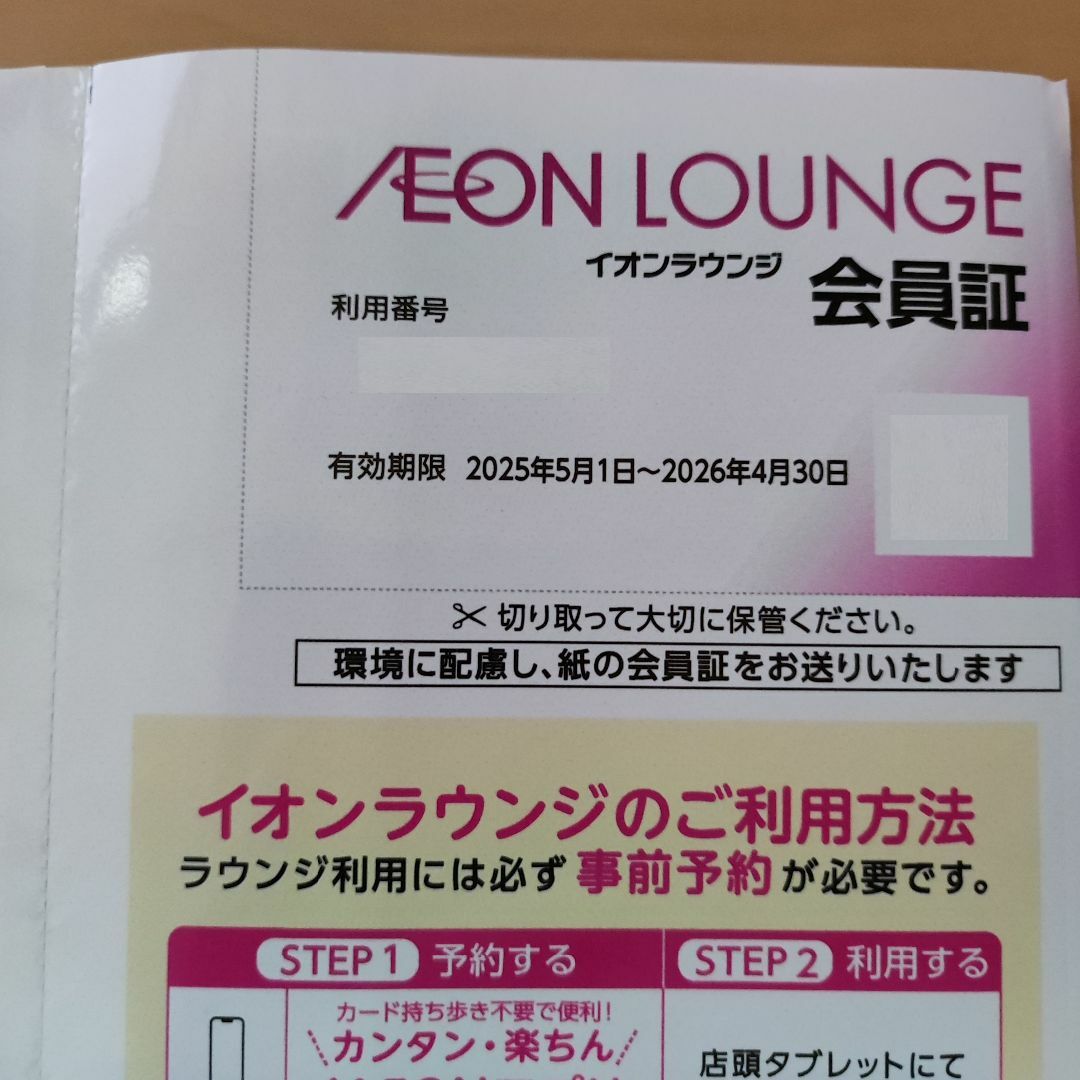 ÆON LOUNGE
イオンラウンジ 会員証
利用番号
有効期限 2025年5月1日～2026年4月30日
切り取って大切に保管ください。
環境に配慮し、紙の会員証をお送りいたします
イオンラウンジのご利用方法
ラウンジ利用には必ず事前予約が必要です。
STEP 1 予約する
STEP 2 利用する
カード持ち歩き不要で便利!
カンタン・楽ちん
店頭タブレットにて